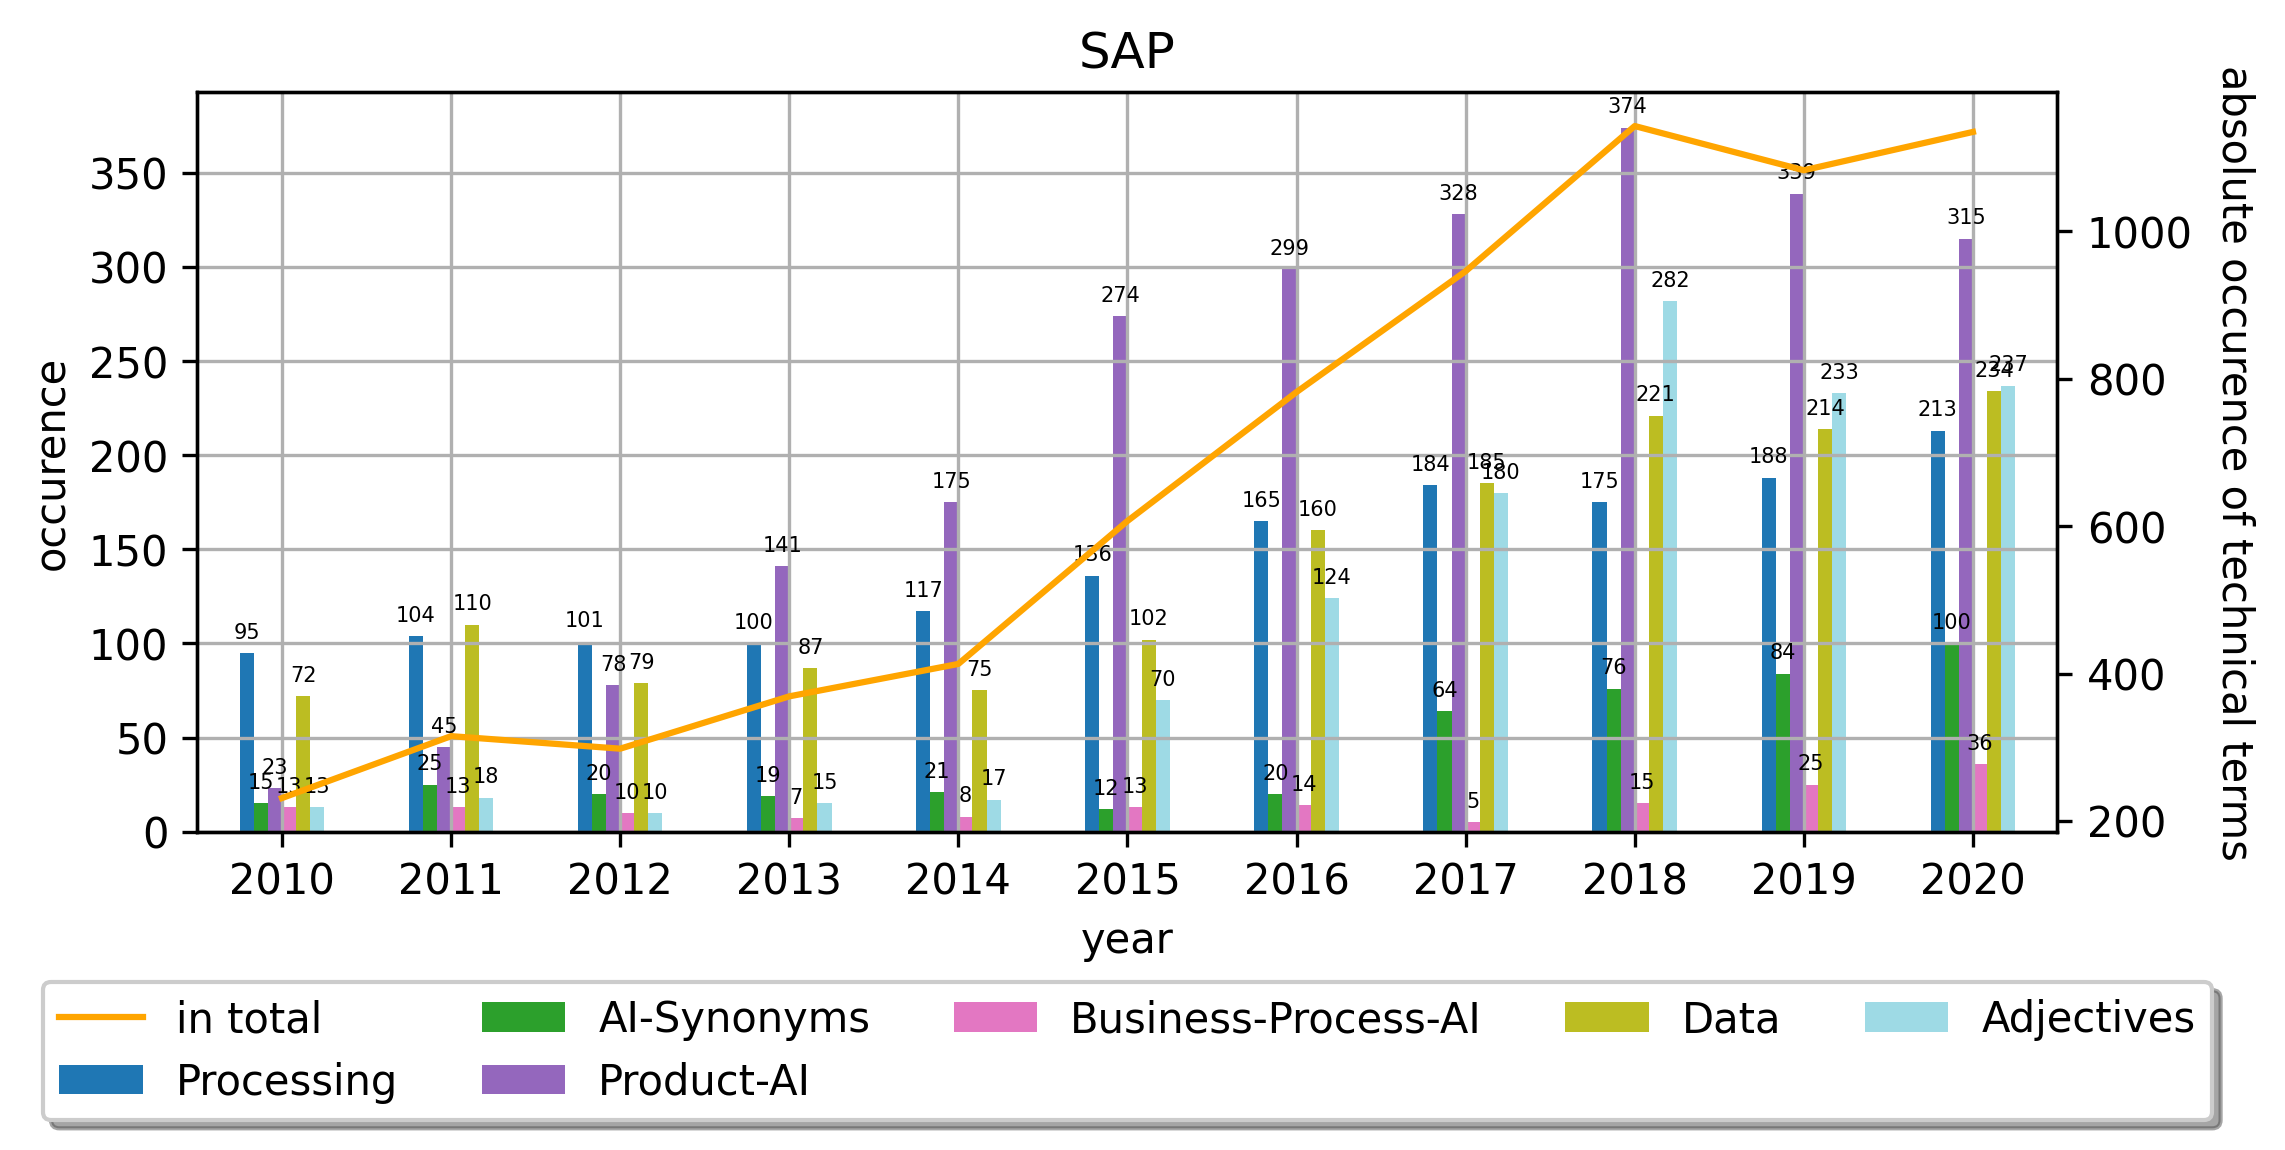 SAP
occurence
absolute occurence of technical terms
350
300
250
200
150
100
50
0
1000
800
600
400
200
95 15 23 13 72 13
104 25 45 13 110 18
101 20 78 10 79 10
100 19 141 7 87 15
117 21 175 8 75 17
136 12 274 13 102 70
165 20 299 14 160 124
184 64 328 5 185 180
175 76 374 15 221 282
188 84 339 25 214 233
213 100 315 36 234 237
2010 2011 2012 2013 2014 2015 2016 2017 2018 2019 2020
year
in total AI-Synonyms Business-Process-AI Data Adjectives
Processing Product-AI